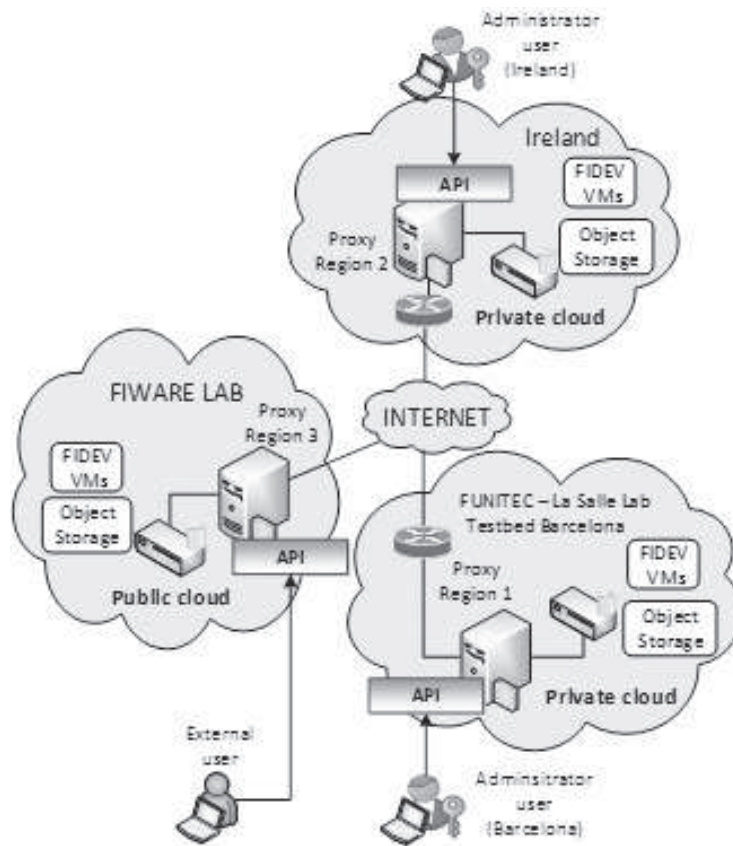 Administrator
user
(Ireland)
Ireland
API
FIDEV
VMs
Proxy
Region 2
Object
Storage
Private cloud
FIWARE LAB
Proxy
Region 3
INTERNET
FIDEV
VMs
Object
Storage
API
Public cloud
FUNITEC – La Salle Lab
Testbed Barcelona
Proxy
Region 1
FIDEV
VMs
Object
Storage
API
Private cloud
External
user
Adminsitrator
user
(Barcelona)